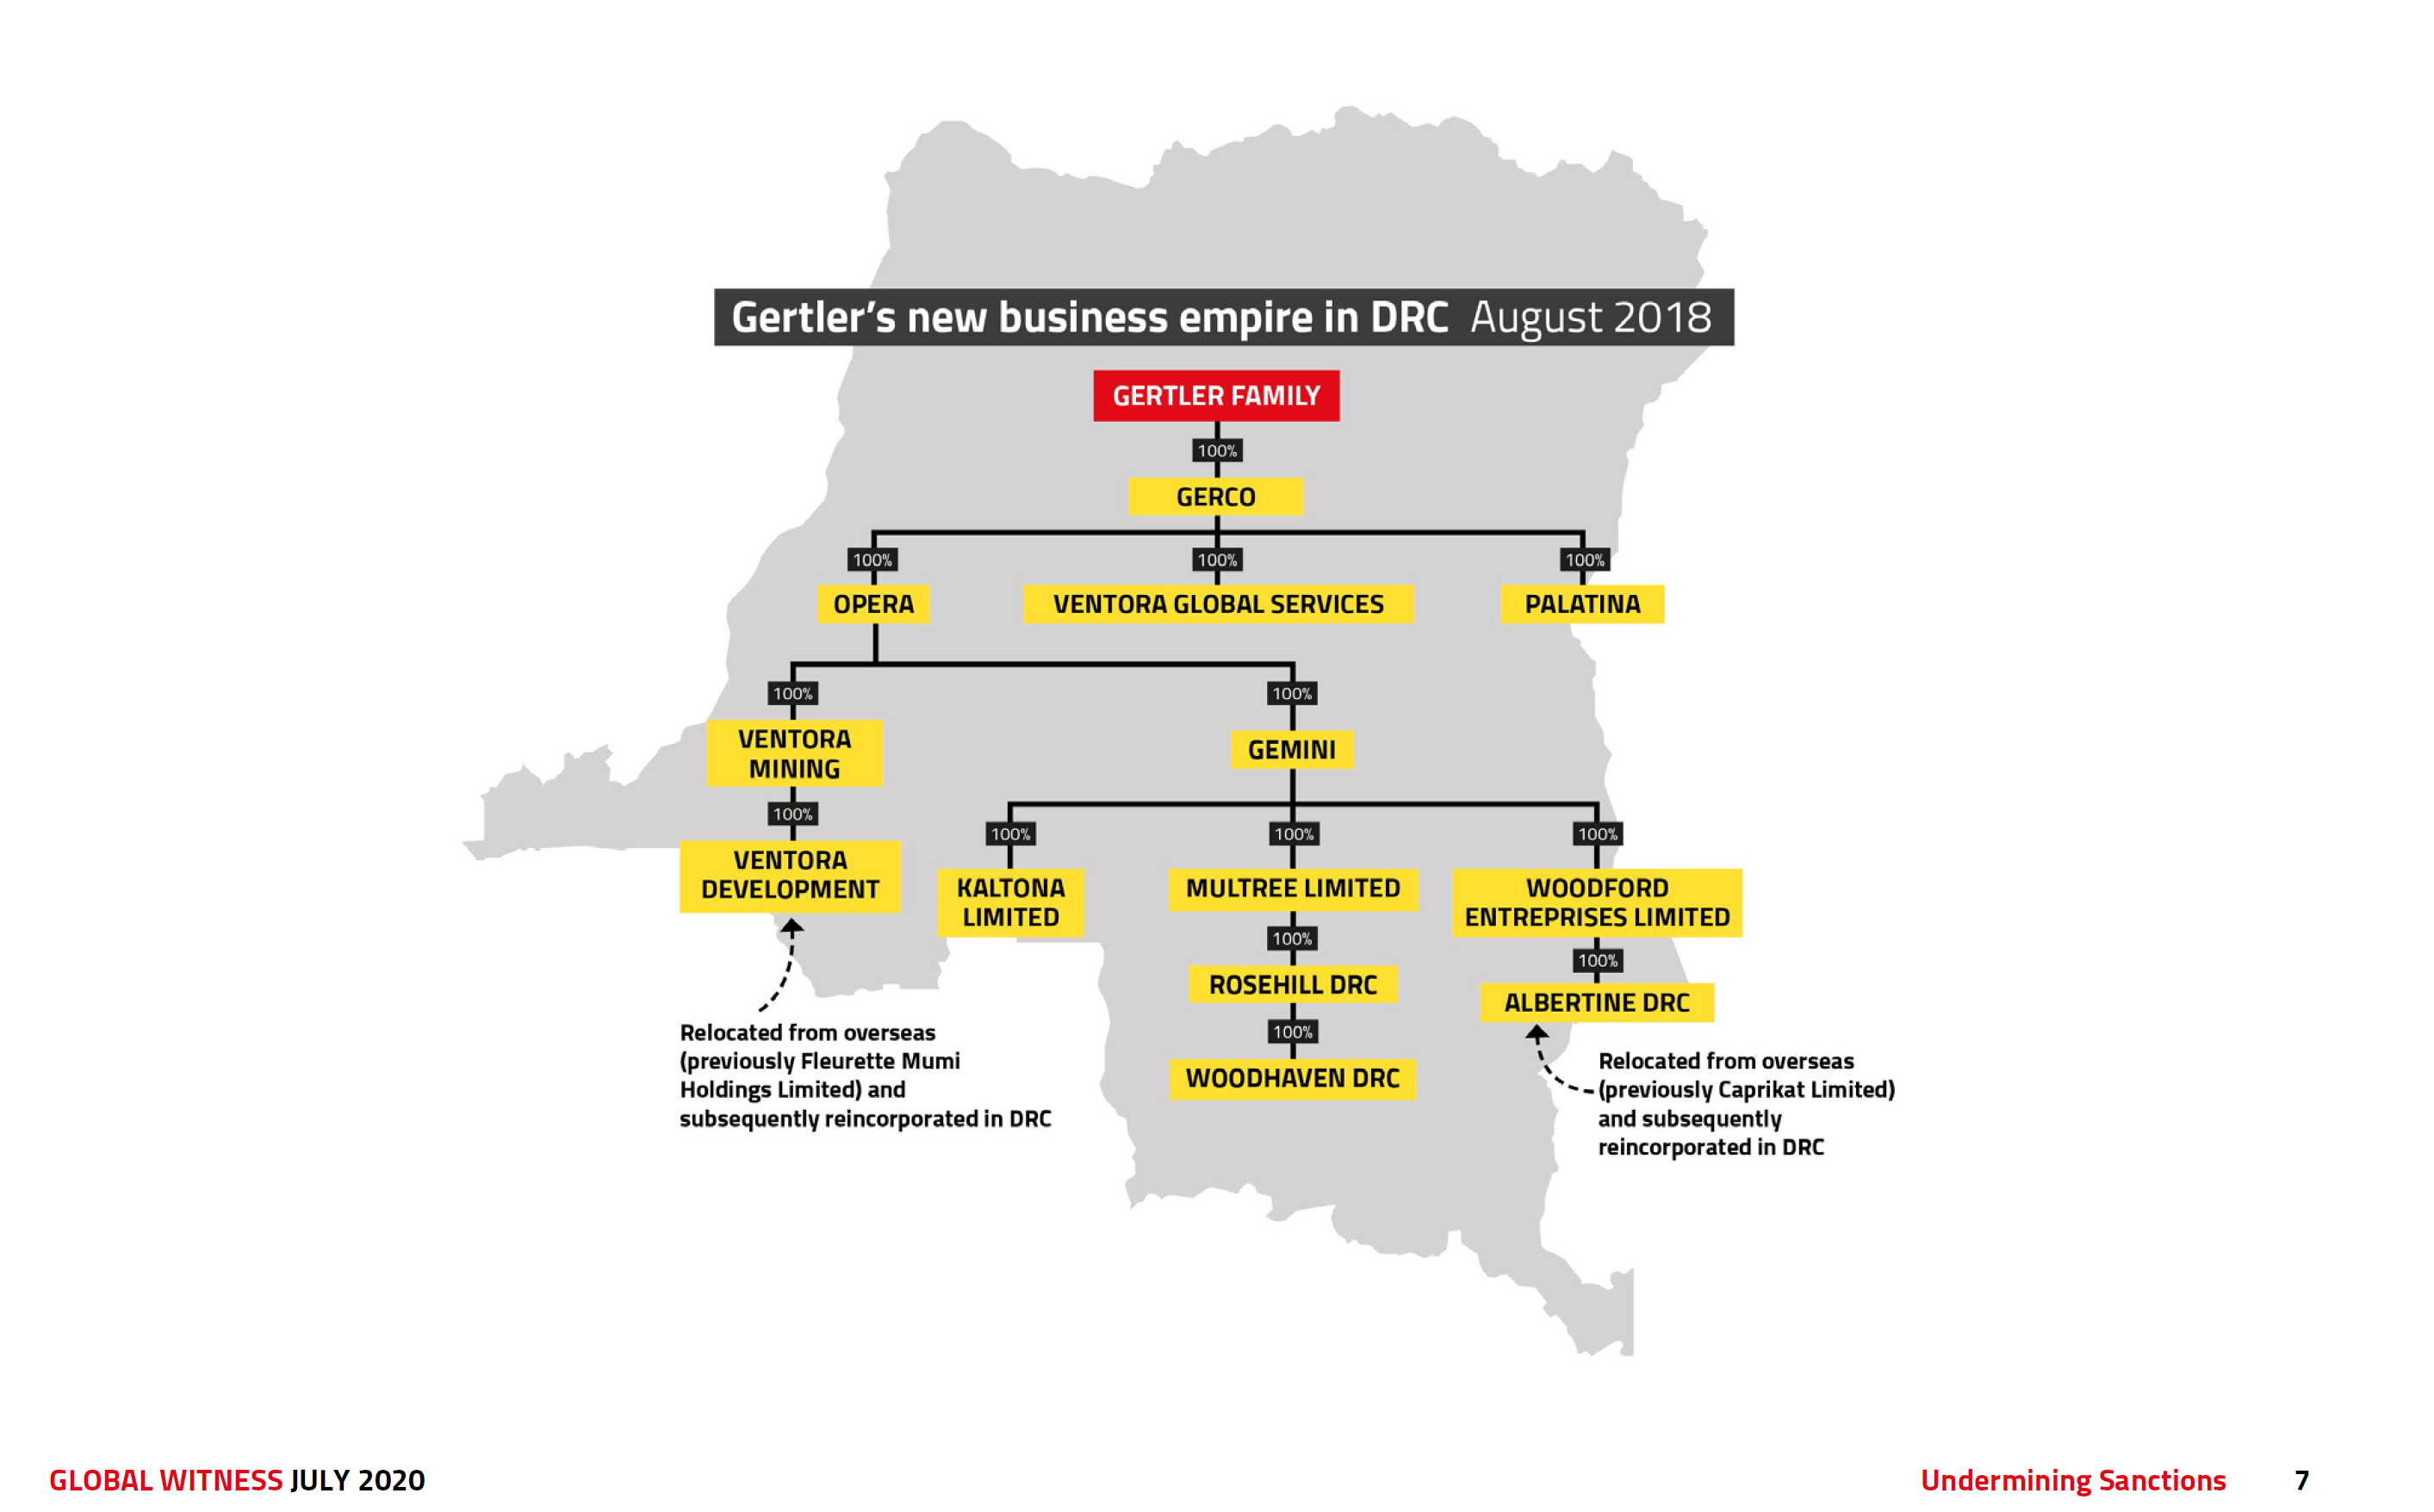 Gertler’s new business empire in DRC August 2018
GERTLER FAMILY
100%
GERCO
100% 100% 100%
OPERA VENTORA GLOBAL SERVICES PALATINA
100% 100%
VENTORA
MINING
GEMINI
100%
100% 100% 100%
VENTORA
DEVELOPMENT
KALTONA
LIMITED
MULTREE LIMITED
WOODFORD
ENTREPRISES LIMITED
100%
100%
ROSEHILL DRC
ALBERTINE DRC
100%
WOODHAVEN DRC
Relocated from overseas
(previously Fleurette Mumi
Holdings Limited) and
subsequently reincorporated in DRC
Relocated from overseas
(previously Caprikat Limited)
and subsequently
reincorporated in DRC
GLOBAL WITNESS JULY 2020
Undermining Sanctions 7